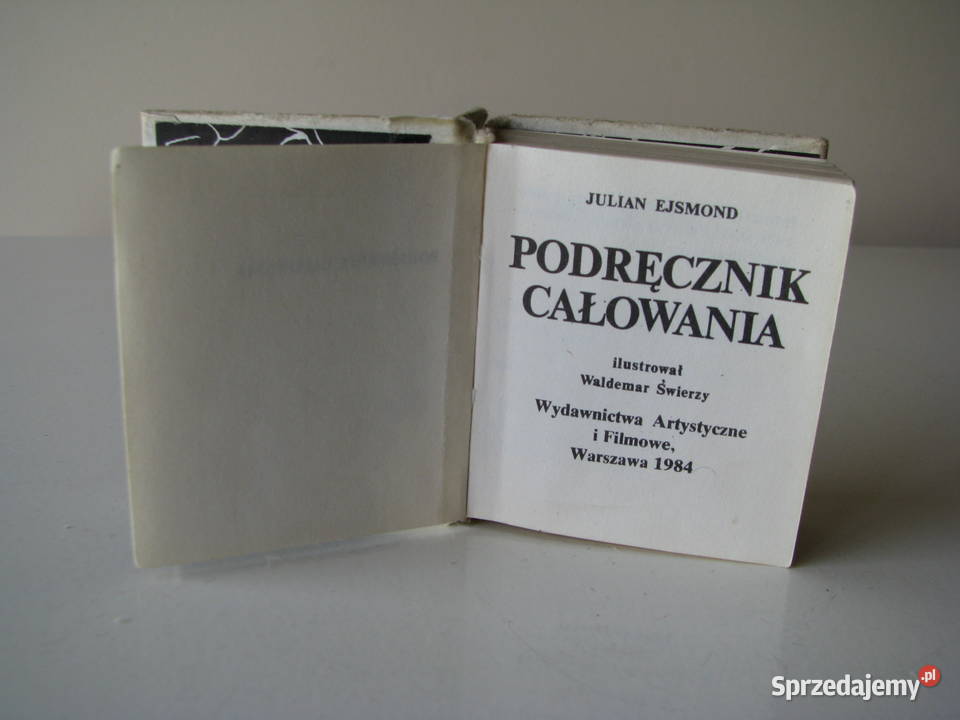 JULIAN EJSMOND
PODRĘCZNIK
CAŁOWANIA
ilustrował
Waldemar Świerzy
Wydawnictwa Artystyczne
i Filmowe,
Warszawa 1984
Sprzedajemy.pl